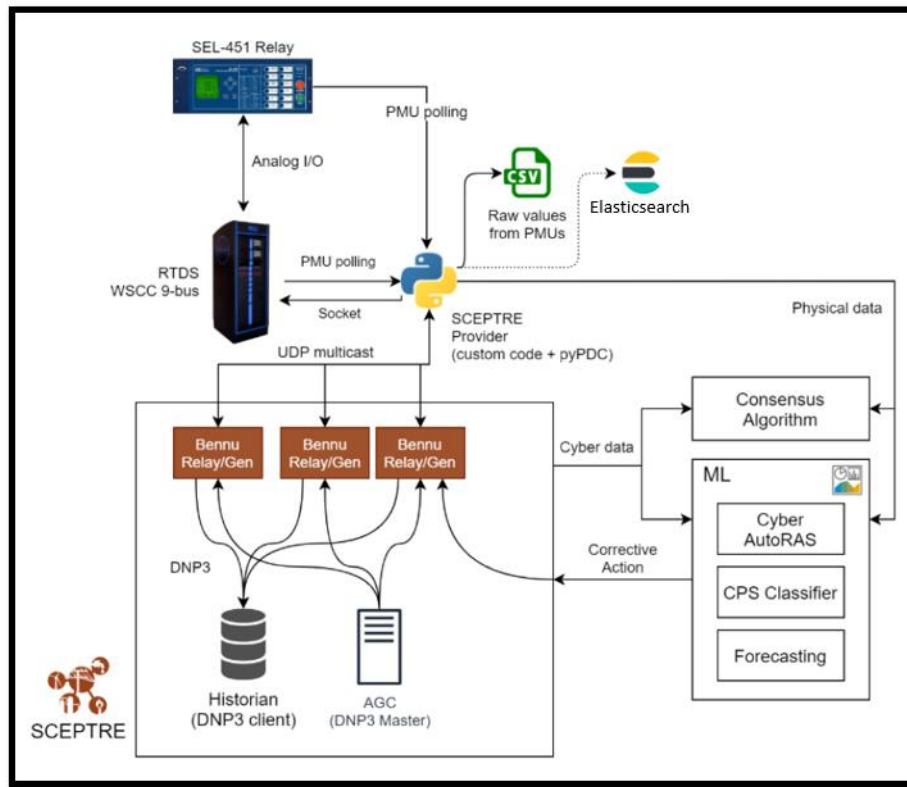 SEL-451 Relay
PMU polling
Analog I/O
CSV
Raw values
from PMUs
Elasticsearch
RTDS
WSCC 9-bus
PMU polling
Socket
SCEPTRE
Provider
(custom code + pyPDC)
Physical data
UDP multicast
Bennu
Relay/Gen
Bennu
Relay/Gen
Bennu
Relay/Gen
Cyber data
Consensus
Algorithm
ML
Cyber
AutoRAS
CPS Classifier
Forecasting
Corrective
Action
DNP3
Historian
(DNP3 client)
AGC
(DNP3 Master)
SCEPTRE